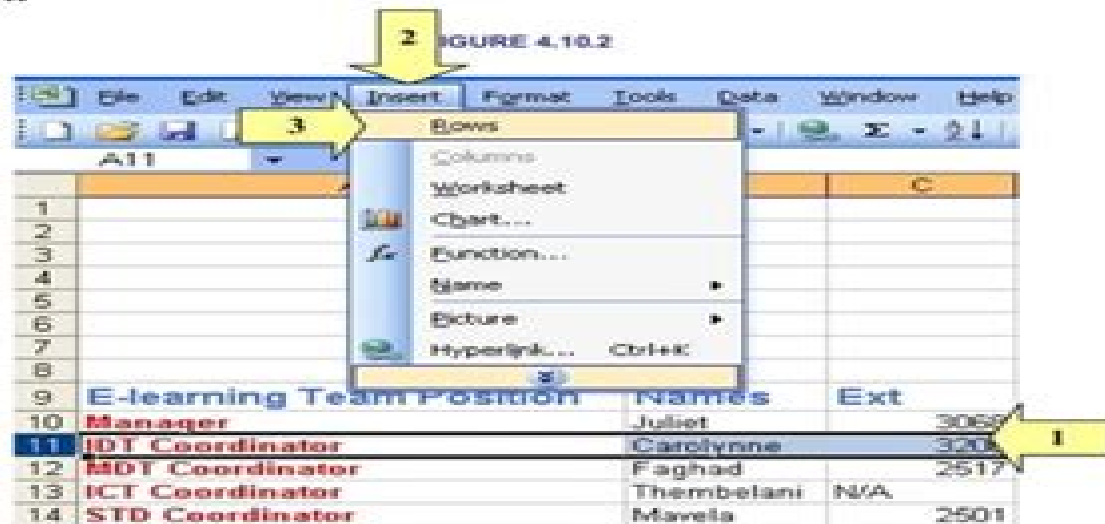 2
FIGURE 4.10.2
File Edit View Insert Format Tools Data Window Help
3
Rows
A11
Columns
C
Worksheet
1
Chart...
2
3
Function...
4
Name
5
6
Picture
7
Hyperlink... Ctrl+K
8
9 E-learning Team Position Names Ext
10 Manager Juliet
11 IDT Coordinator Carolynne
1
12 MDT Coordinator Faghad 2517
13 ICT Coordinator Thembelani N/A
14 STD Coordinator Mavela 2501